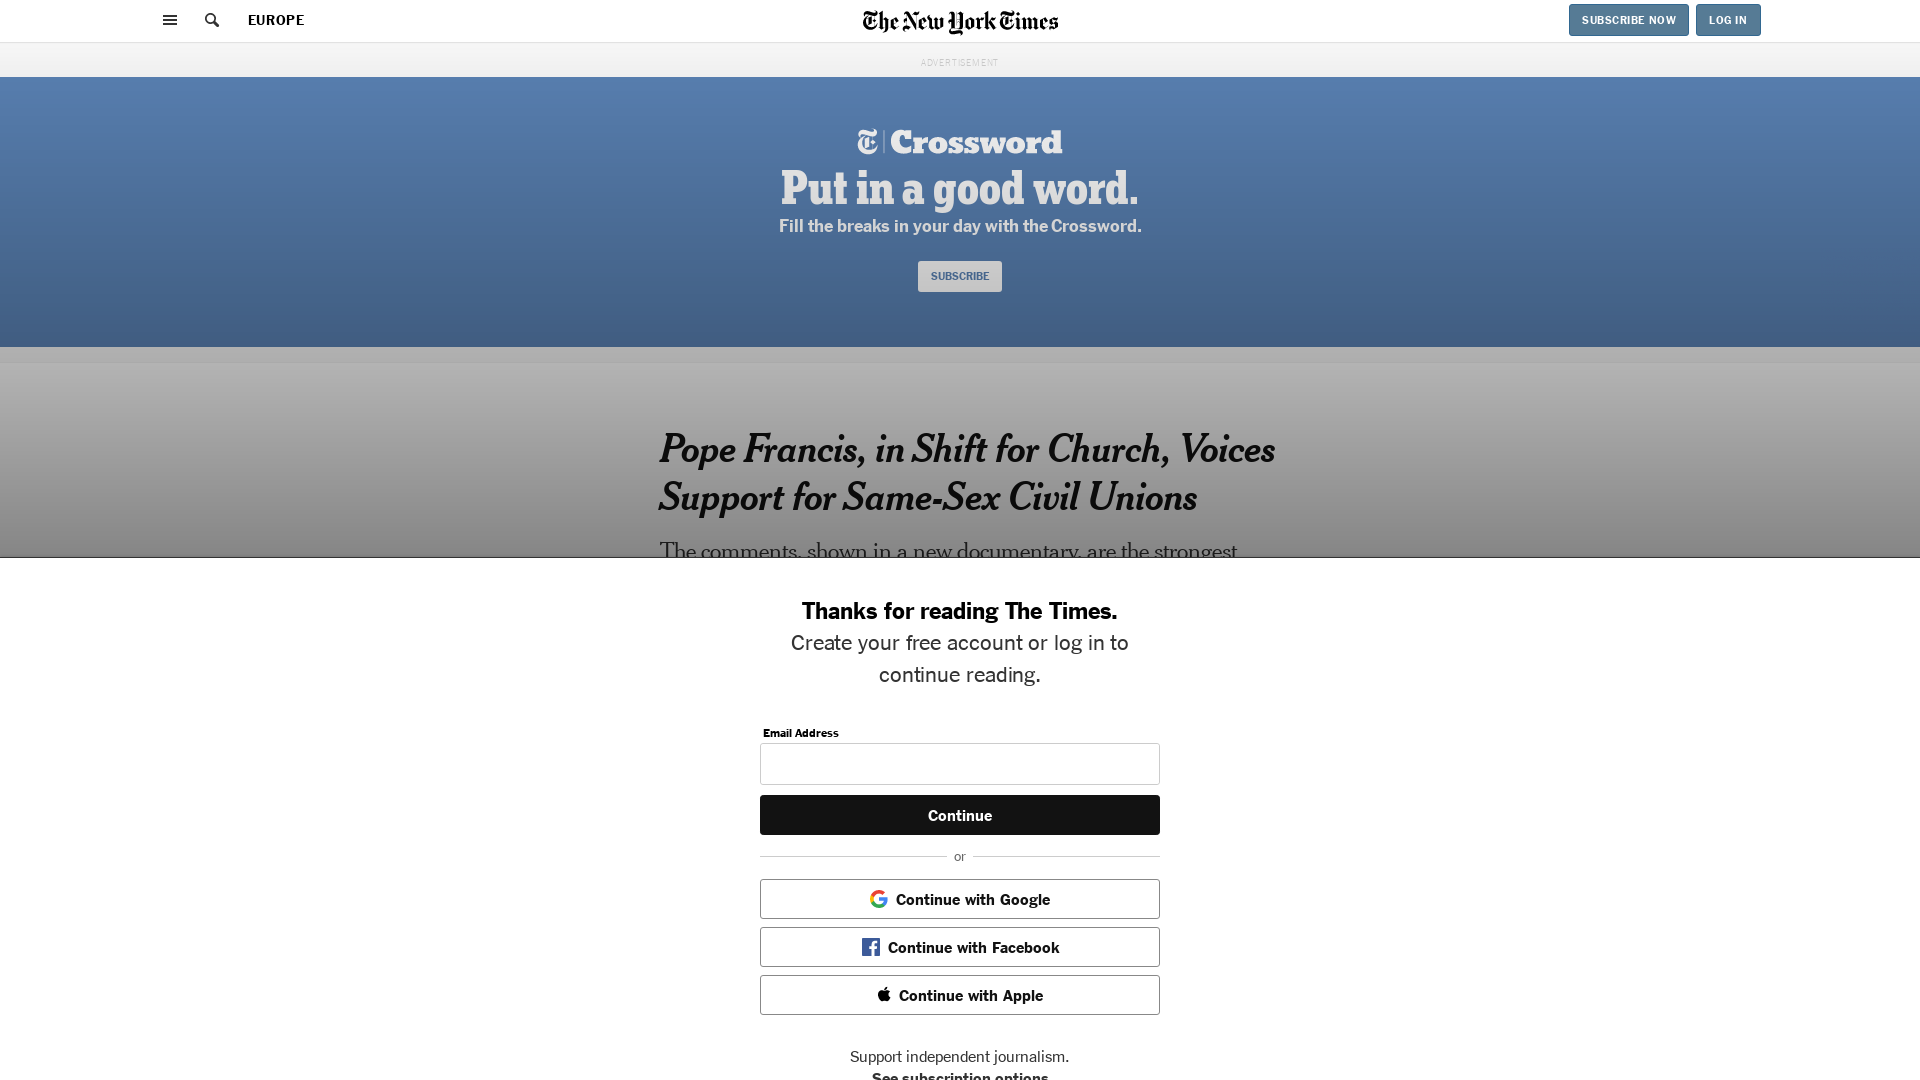 EUROPE
The New York Times
SUBSCRIBE NOW
LOG IN
ADVERTISEMENT
Crossword
Put in a good word.
Fill the breaks in your day with the Crossword.
SUBSCRIBE
Pope Francis, in Shift for Church, Voices
Support for Same-Sex Civil Unions
The comments, shown in a new documentary, are the strongest
Thanks for reading The Times.
Create your free account or log in to
continue reading.
Email Address
Continue
or
Continue with Google
Continue with Facebook
Continue with Apple
Support independent journalism.
See subscription options